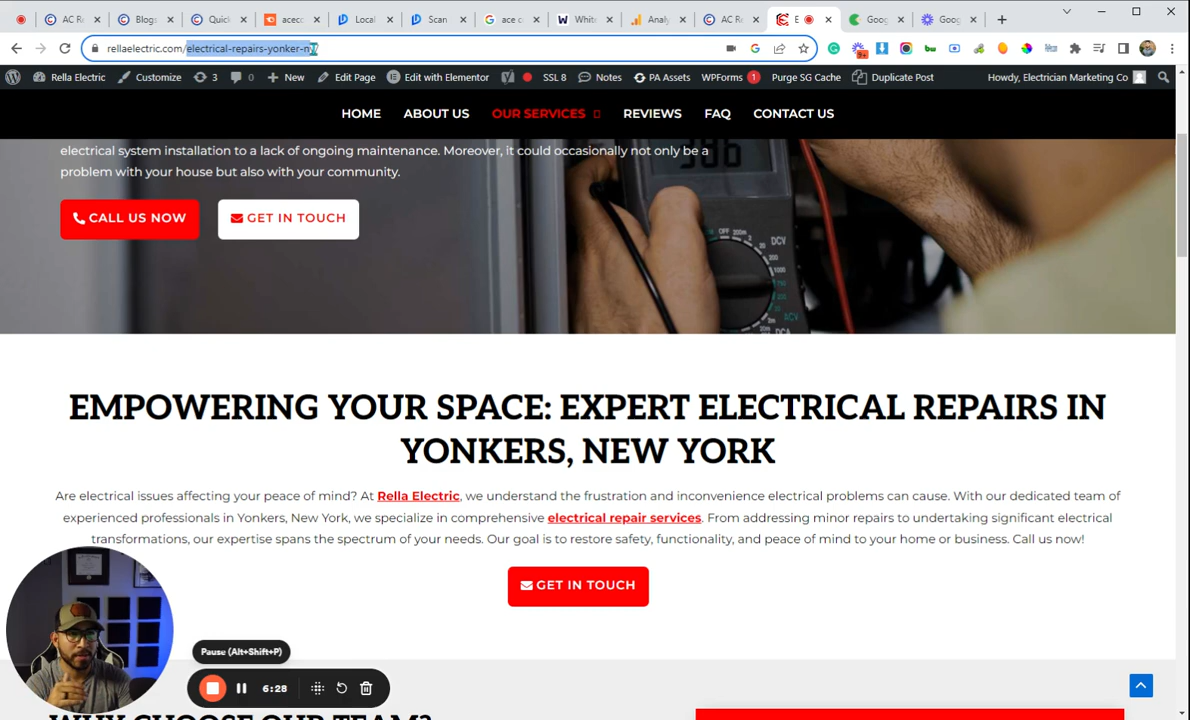 AC R
Blogs
Quick
aceco
Local
Scan
ace c
White
Analy
AC R
E
Goog
Goog
rellaelectric.com/electrical-repairs-yonker-ny
Rella Electric
Customize
3
0
New
Edit Page
Edit with Elementor
SSL 8
Notes
PA Assets
WPForms 1
Purge SG Cache
Duplicate Post
Howdy, Electrician Marketing Co
HOME ABOUT US OUR SERVICES REVIEWS FAQ CONTACT US
electrical system installation to a lack of ongoing maintenance. Moreover, it could occasionally not only be a
problem with your house but also with your community.
CALL US NOW
GET IN TOUCH
EMPOWERING YOUR SPACE: EXPERT ELECTRICAL REPAIRS IN
YONKERS, NEW YORK
Are electrical issues affecting your peace of mind? At Rella Electric, we understand the frustration and inconvenience electrical problems can cause. With our dedicated team of
experienced professionals in Yonkers, New York, we specialize in comprehensive electrical repair services. From addressing minor repairs to undertaking significant electrical
transformations, our expertise spans the spectrum of your needs. Our goal is to restore safety, functionality, and peace of mind to your home or business. Call us now!
GET IN TOUCH
Pause (Alt+Shift+P)
6:28
WHY CHOOSE OUR TEAM?